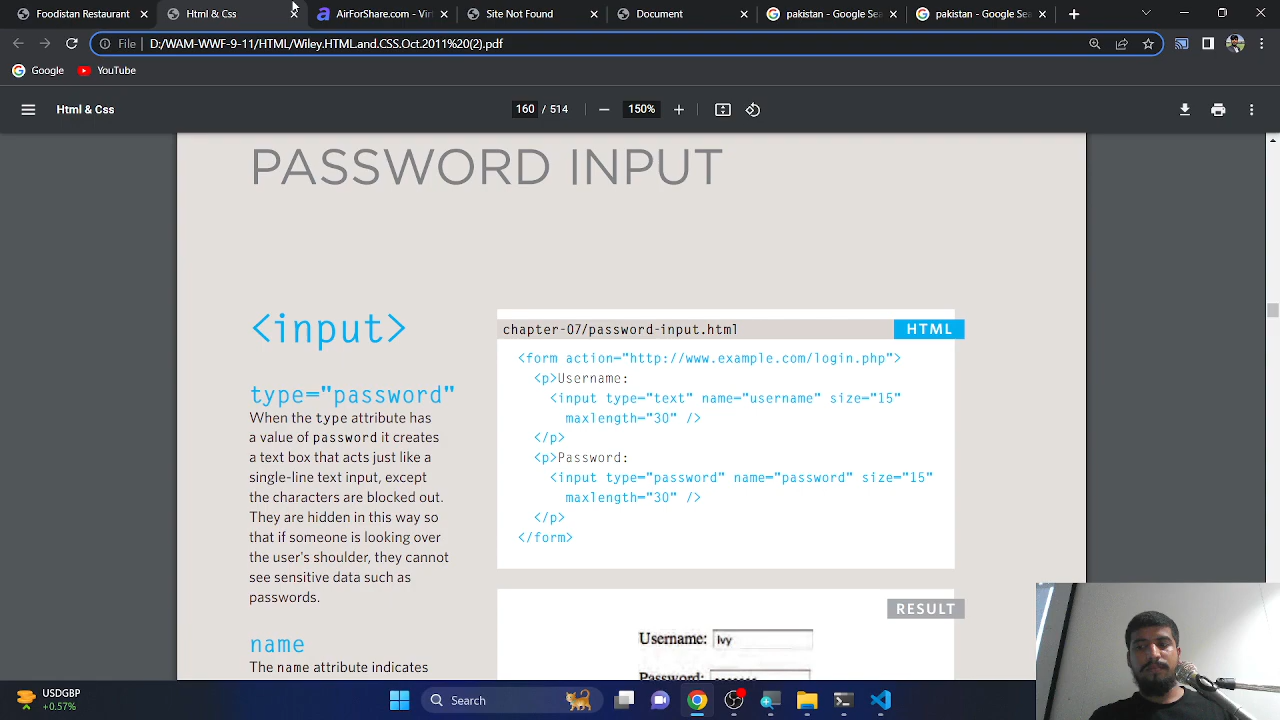 Foodistan Restaurant
Html & Css
AirForShare.com - Vir
Site Not Found
Document
pakistan - Google Sea
pakistan - Google Sea
File
D:/WAM-WWF-9-11/HTML/Wiley.HTMLand.CSS.Oct.2011%20(2).pdf
Google
YouTube
Html & Css
160 / 514
150%
PASSWORD INPUT
<input>
type="password"
When the type attribute has
a value of password it creates
a text box that acts just like a
single-line text input, except
the characters are blocked out.
They are hidden in this way so
that if someone is looking over
the user's shoulder, they cannot
see sensitive data such as
passwords.
name
The name attribute indicates
chapter-07/password-input.html
HTML
<form action="http://www.example.com/login.php">
<p>Username:
<input type="text" name="username" size="15"
maxlength="30" />
</p>
<p>Password:
<input type="password" name="password" size="15"
maxlength="30" />
</p>
</form>
RESULT
Username: Ivy
Password:
USDGBP
+0.57%
Search